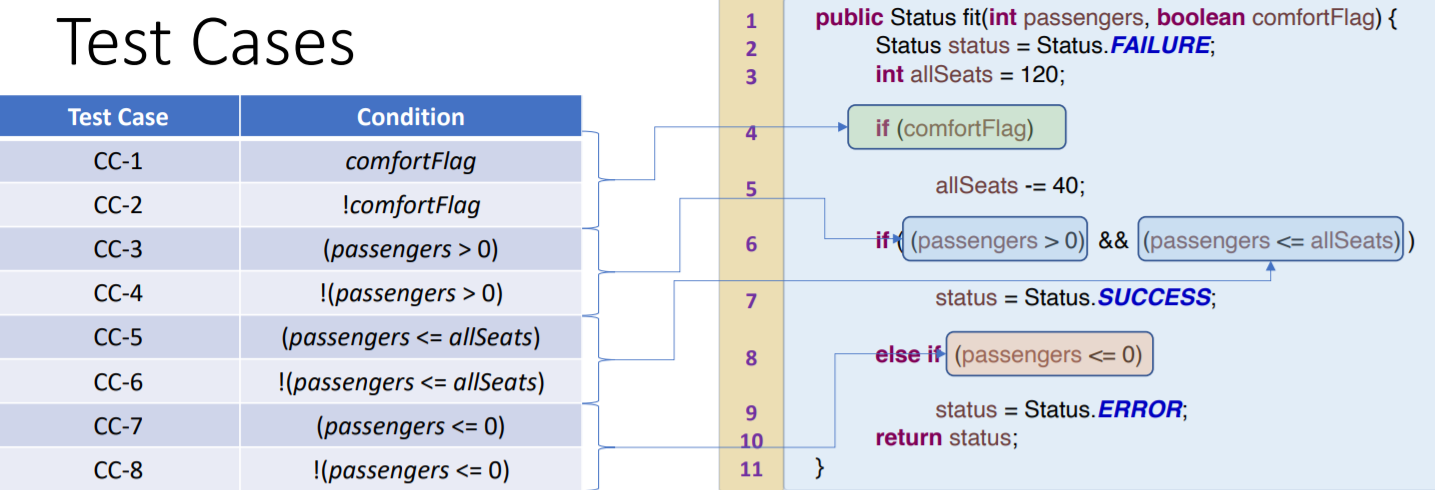 Test Cases
Test Case Condition
CC-1 comfortFlag
CC-2 !comfortFlag
CC-3 (passengers > 0)
CC-4 !(passengers > 0)
CC-5 (passengers <= allSeats)
CC-6 !(passengers <= allSeats)
CC-7 (passengers <= 0)
CC-8 !(passengers <= 0)
1 public Status fit(int passengers, boolean comfortFlag) {
2 Status status = Status.FAILURE;
3 int allSeats = 120;
4 if (comfortFlag)
5 allSeats -= 40;
6 if ( (passengers > 0) && (passengers <= allSeats) )
7 status = Status.SUCCESS;
8 else if (passengers <= 0)
9 status = Status.ERROR;
10 return status;
11 }